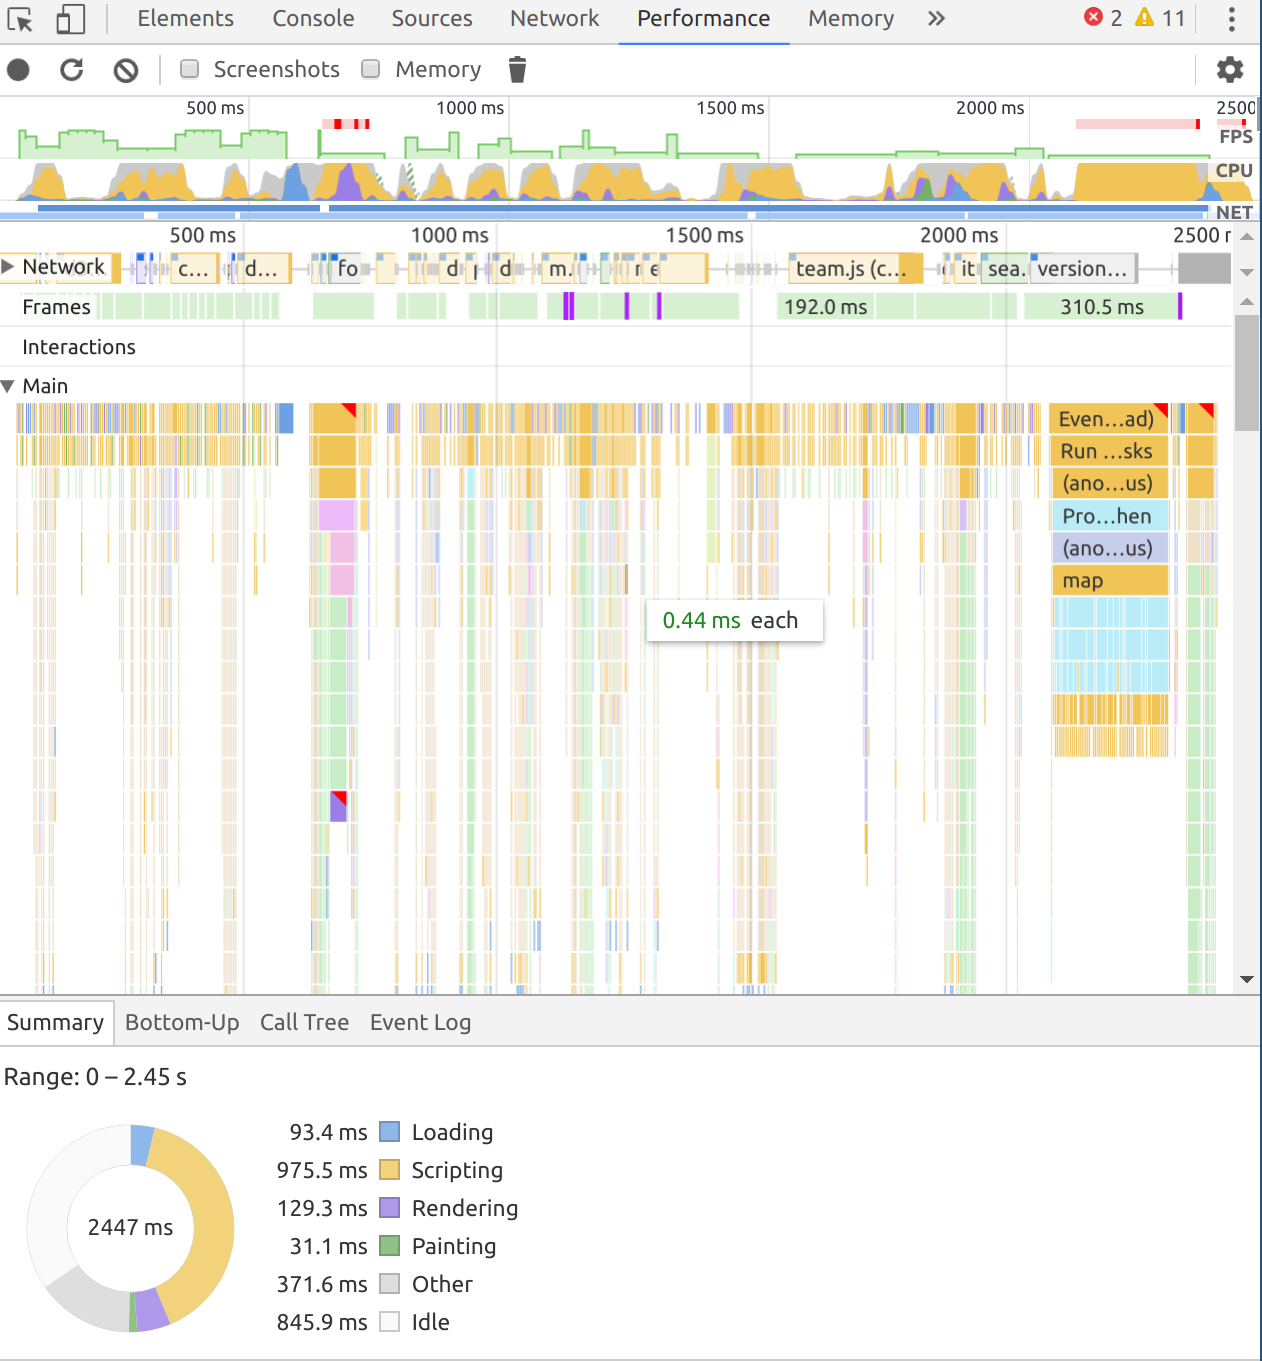 Elements Console Sources Network Performance Memory » 2 11
Screenshots Memory
500 ms 1000 ms 1500 ms 2000 ms 2500
FPS
CPU
NET
500 ms 1000 ms 1500 ms 2000 ms 2500 r
Network c... d... fo d d m. r e team.js (c... it sea. version...
Frames 192.0 ms 310.5 ms
Interactions
Main
Even...ad)
Run ...sks
(ano...us)
Pro...hen
(ano...us)
map
0.44 ms each
Summary Bottom-Up Call Tree Event Log
Range: 0 – 2.45 s
2447 ms
93.4 ms Loading
975.5 ms Scripting
129.3 ms Rendering
31.1 ms Painting
371.6 ms Other
845.9 ms Idle